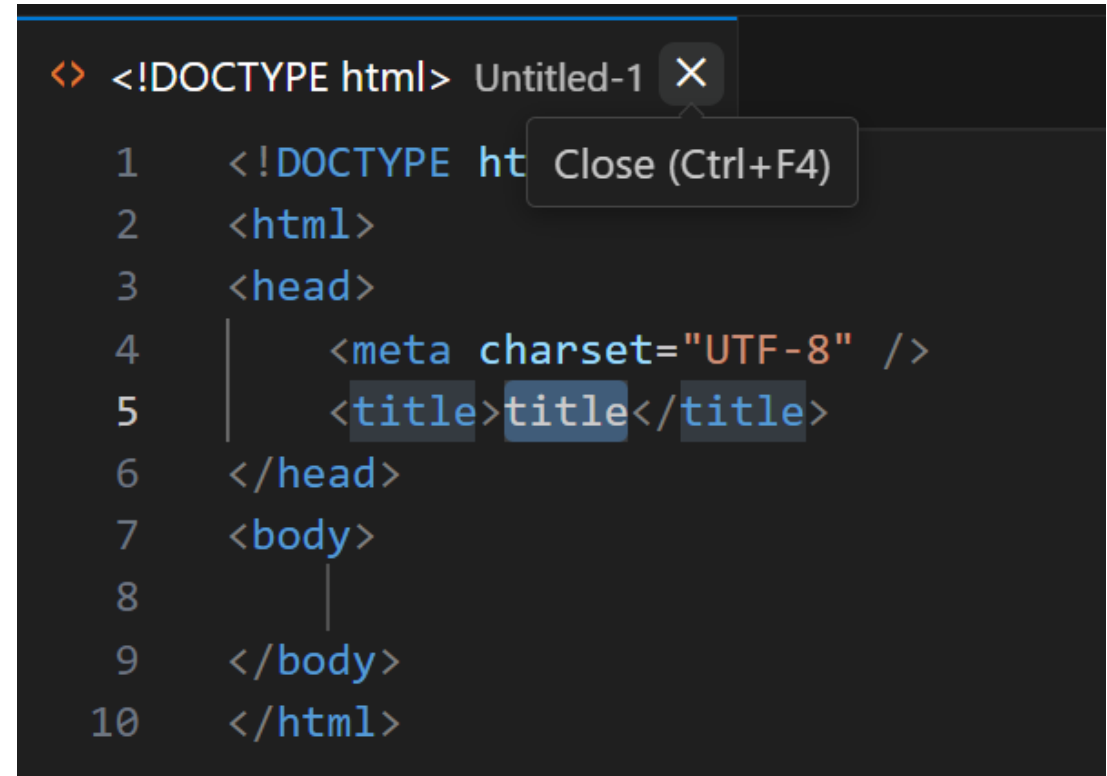 <> <!DOCTYPE html> Untitled-1 ×
Close (Ctrl+F4)
1 <!DOCTYPE ht
2 <html>
3 <head>
4 <meta charset="UTF-8" />
5 <title>title</title>
6 </head>
7 <body>
8
9 </body>
10 </html>